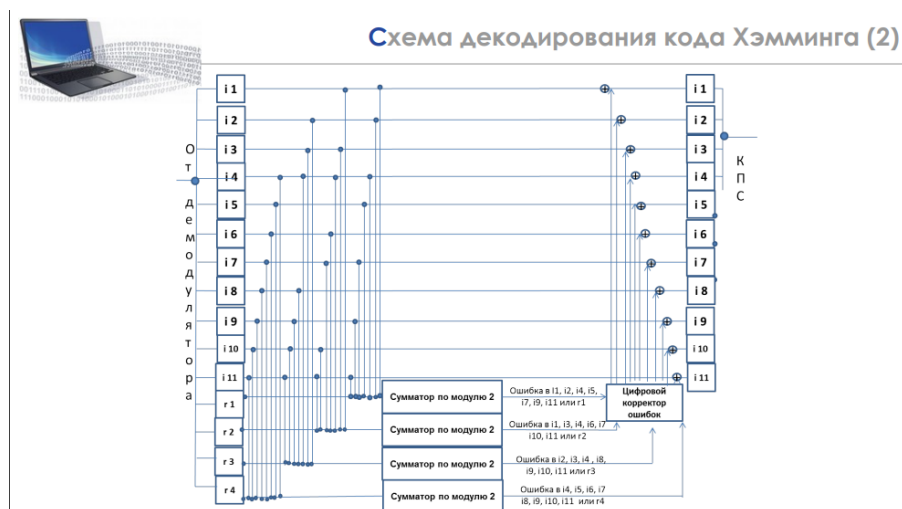 Схема декодирования кода Хэмминга (2)
От демодулятора
i 1
i 2
i 3
i 4
i 5
i 6
i 7
i 8
i 9
i 10
i 11
r 1
r 2
r 3
r 4
Сумматор по модулю 2
Ошибка в I1, i2, i4, i5,
i7, i9, i11 или r1
Сумматор по модулю 2
Ошибка в i1, i3, i4, i6, i7
i10, i11 или r2
Сумматор по модулю 2
Ошибка в i2, i3, i4 , i8,
i9, i10, i11 или r3
Сумматор по модулю 2
Ошибка в i4, i5, i6, i7
i8, i9, i10, i11 или r4
Цифровой
корректор
ошибок
i 1
i 2
i 3
i 4
i 5
i 6
i 7
i 8
i 9
i 10
i 11
КПС